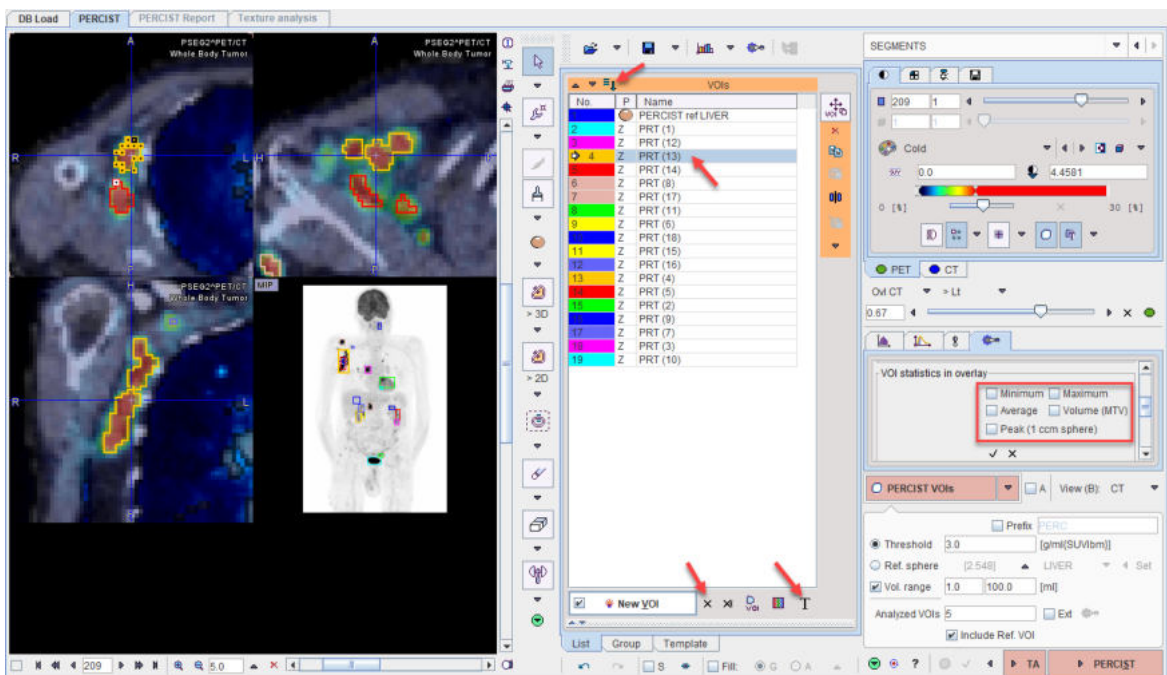 DB Load PERCIST PERCIST Report Texture analysis
A PSEG2^PET/CT
Whole Body Tumor
R
P
A PSEG2^PET/CT
Whole Body Tumor
H
P
H PSEG2^PET/CT
Whole Body Tumor
R L
MIP
209 5.0
> 3D
> 2D
VOIs
No. P Name
1 PERCIST ref LIVER
2 Z PRT (1)
3 Z PRT (12)
4 Z PRT (13)
5 Z PRT (14)
6 Z PRT (8)
7 Z PRT (17)
8 Z PRT (11)
9 Z PRT (6)
10 Z PRT (18)
11 Z PRT (15)
12 Z PRT (16)
13 Z PRT (4)
14 Z PRT (5)
15 Z PRT (2)
16 Z PRT (9)
17 Z PRT (7)
18 Z PRT (3)
19 Z PRT (10)
VOI
New VOI VOI T
List Group Template
S Fill: G A
SEGMENTS
209 1
1 1
Cold
0.0 4.4581
0 [%] 30 [%]
PET CT
Ovl CT > Lt
0.67
VOI statistics in overlay
Minimum Maximum
Average Volume (MTV)
Peak (1 ccm sphere)
PERCIST VOIs A View (B): CT
Prefix PERC
Threshold 3.0 [g/ml{SUVlbm}]
Ref. sphere [2.548] LIVER Set
Vol. range 1.0 100.0 [ml]
Analyzed VOIs 5 Ext
Include Ref. VOI
? TA PERCIST